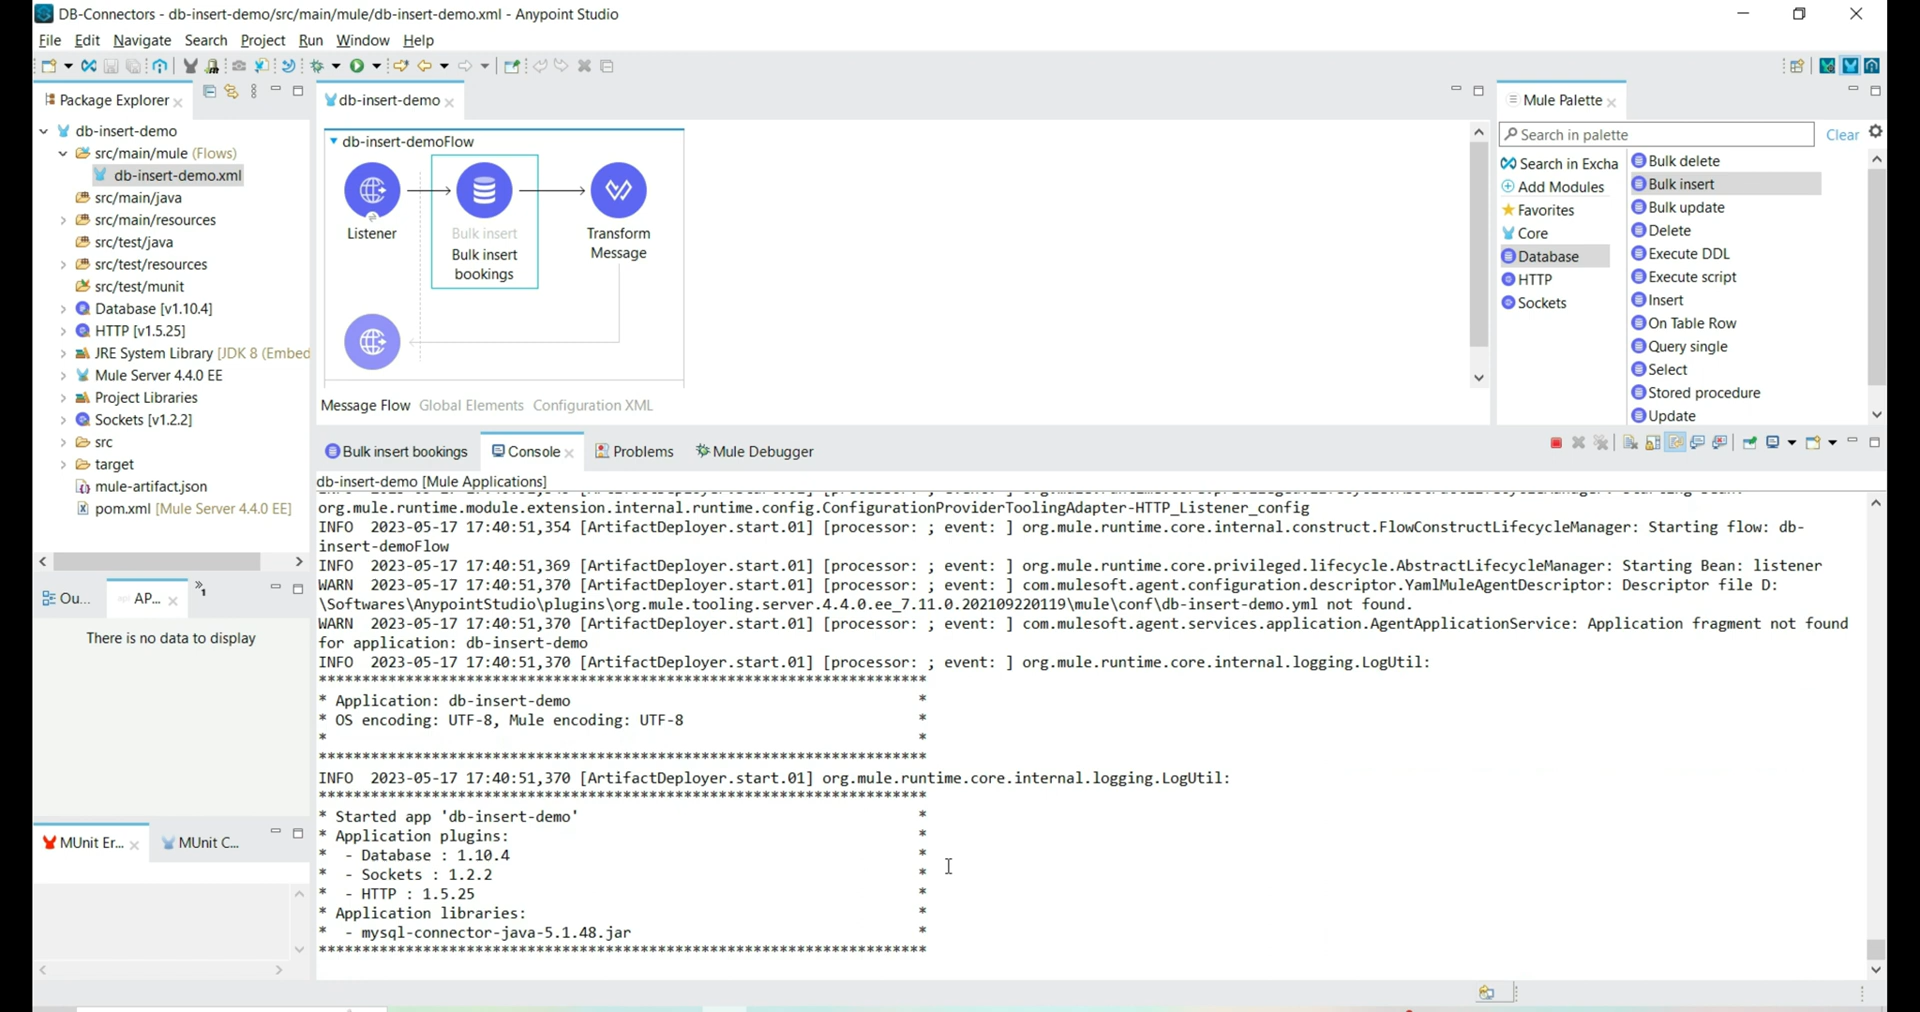 DB-Connectors - db-insert-demo/src/main/mule/db-insert-demo.xml - Anypoint Studio
File Edit Navigate Search Project Run Window Help
Package Explorer
db-insert-demo
src/main/mule (Flows)
db-insert-demo.xml
src/main/java
src/main/resources
src/test/java
src/test/resources
src/test/munit
Database [v1.10.4]
HTTP [v1.5.25]
JRE System Library [JDK 8 (Embed
Mule Server 4.4.0 EE
Project Libraries
Sockets [v1.2.2]
src
target
mule-artifact.json
pom.xml [Mule Server 4.4.0 EE]
Ou...
AP...
»1
There is no data to display
MUnit Er...
MUnit C...
db-insert-demo
db-insert-demoFlow
Listener
Bulk insert
Bulk insert
bookings
Transform
Message
Message Flow Global Elements Configuration XML
Mule Palette
Search in palette
Clear
Search in Excha
Add Modules
Favorites
Core
Database
HTTP
Sockets
Bulk delete
Bulk insert
Bulk update
Delete
Execute DDL
Execute script
Insert
On Table Row
Query single
Select
Stored procedure
Update
Bulk insert bookings
Console
Problems
Mule Debugger
db-insert-demo [Mule Applications]
org.mule.runtime.module.extension.internal.runtime.config.ConfigurationProviderToolingAdapter-HTTP_Listener_config
INFO  2023-05-17 17:40:51,354 [ArtifactDeployer.start.01] [processor: ; event: ] org.mule.runtime.core.internal.construct.FlowConstructLifecycleManager: Starting flow: db-
insert-demoFlow
INFO  2023-05-17 17:40:51,369 [ArtifactDeployer.start.01] [processor: ; event: ] org.mule.runtime.core.privileged.lifecycle.AbstractLifecycleManager: Starting Bean: listener
WARN  2023-05-17 17:40:51,370 [ArtifactDeployer.start.01] [processor: ; event: ] com.mulesoft.agent.configuration.descriptor.YamlMuleAgentDescriptor: Descriptor file D:
\Softwares\AnypointStudio\plugins\org.mule.tooling.server.4.4.0.ee_7.11.0.202109220119\mule\conf\db-insert-demo.yml not found.
WARN  2023-05-17 17:40:51,370 [ArtifactDeployer.start.01] [processor: ; event: ] com.mulesoft.agent.services.application.AgentApplicationService: Application fragment not found
for application: db-insert-demo
INFO  2023-05-17 17:40:51,370 [ArtifactDeployer.start.01] [processor: ; event: ] org.mule.runtime.core.internal.logging.LogUtil:
**********************************************************************
* Application: db-insert-demo                                        *
* OS encoding: UTF-8, Mule encoding: UTF-8                           *
*                                                                    *
**********************************************************************
INFO  2023-05-17 17:40:51,370 [ArtifactDeployer.start.01] org.mule.runtime.core.internal.logging.LogUtil:
**********************************************************************
* Started app 'db-insert-demo'                                       *
* Application plugins:                                               *
*  - Database : 1.10.4                                               *
*  - Sockets : 1.2.2                                                 *
*  - HTTP : 1.5.25                                                   *
* Application libraries:                                             *
*  - mysql-connector-java-5.1.48.jar                                 *
**********************************************************************